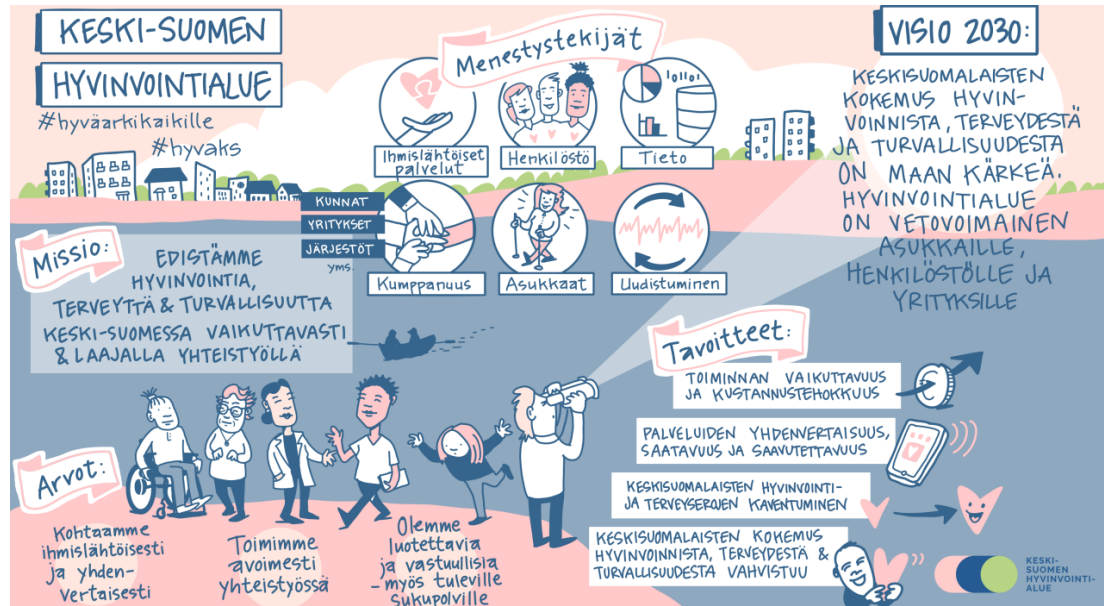 KESKI-SUOMEN
HYVINVOINTIALUE
#hyväarkikaikille
#hyvaks
Menestystekijät
Ihmislähtöiset
palvelut
Henkilöstö
10110||
Tieto
KUNNAT
YRITYKSET
JÄRJESTÖT
yms.
Kumppanuus
Asukkaat
Uudistuminen
VISIO 2030:
KESKISUOMALAISTEN
KOKEMUS HYVIN-
VOINNISTA, TERVEYDESTÄ
JA TURVALLISUUDESTA
ON MAAN KÄRKEÄ.
HYVINVOINTIALUE
ON VETOVOIMAINEN
ASUKKAILLE,
HENKILÖSTÖLLE JA
YRITYKSILLE
Missio:
EDISTÄMME
HYVINVOINTIA,
TERVEYTTÄ & TURVALLISUUTTA
KESKI-SUOMESSA VAIKUTTAVASTI
& LAAJALLA YHTEISTYÖLLÄ
Tavoitteet:
TOIMINNAN VAIKUTTAVUUS
JA KUSTANNUSTEHOKKUUS
PALVELUIDEN YHDENVERTAISUUS,
SAATAVUUS JA SAAVUTETTAVUUS
KESKISUOMALAISTEN HYVINVOINTI-
JA TERVEYSEROJEN KAVENTUMINEN
KESKISUOMALAISTEN KOKEMUS
HYVINVOINNISTA, TERVEYDESTÄ &
TURVALLISUUDESTA VAHVISTUU
Arvot:
Kohtaamme
ihmislähtöisesti
ja yhden-
vertaisesti
Toimimme
avoimesti
yhteistyössä
Olemme
luotettavia
ja vastuullisia
– myös tuleville
sukupolville
KESKI-
SUOMEN
HYVINVOINTI-
ALUE